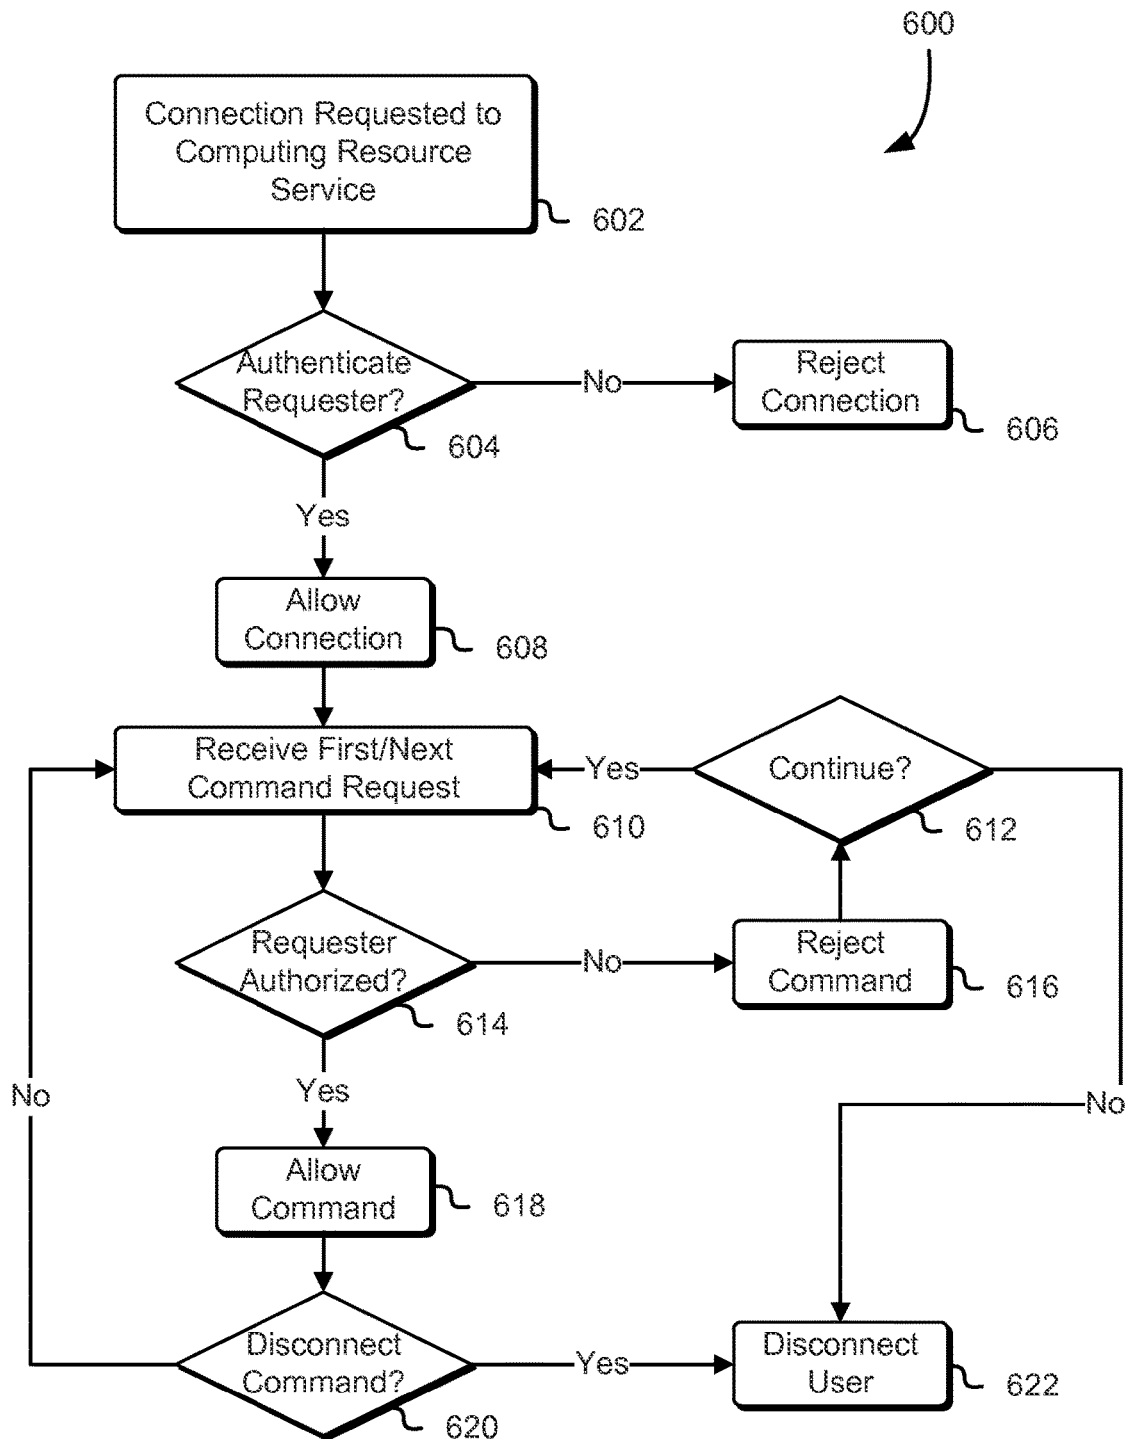 600
Connection Requested to
Computing Resource
Service
602
Authenticate
Requester?
604
No
Reject
Connection
606
Yes
Allow
Connection
608
Receive First/Next
Command Request
610
Yes
Continue?
612
Requester
Authorized?
614
No
Reject
Command
616
Yes
No
No
Allow
Command
618
Disconnect
Command?
620
Yes
Disconnect
User
622